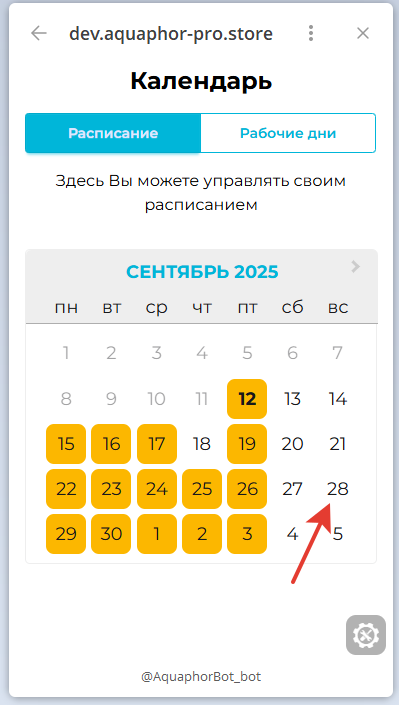 dev.aquaphor-pro.store
Календарь
Расписание Рабочие дни
Здесь Вы можете управлять своим
расписанием
СЕНТЯБРЬ 2025
пн вт ср чт пт сб вс
1 2 3 4 5 6 7
8 9 10 11 12 13 14
15 16 17 18 19 20 21
22 23 24 25 26 27 28
29 30 1 2 3 4 5
@AquaphorBot_bot